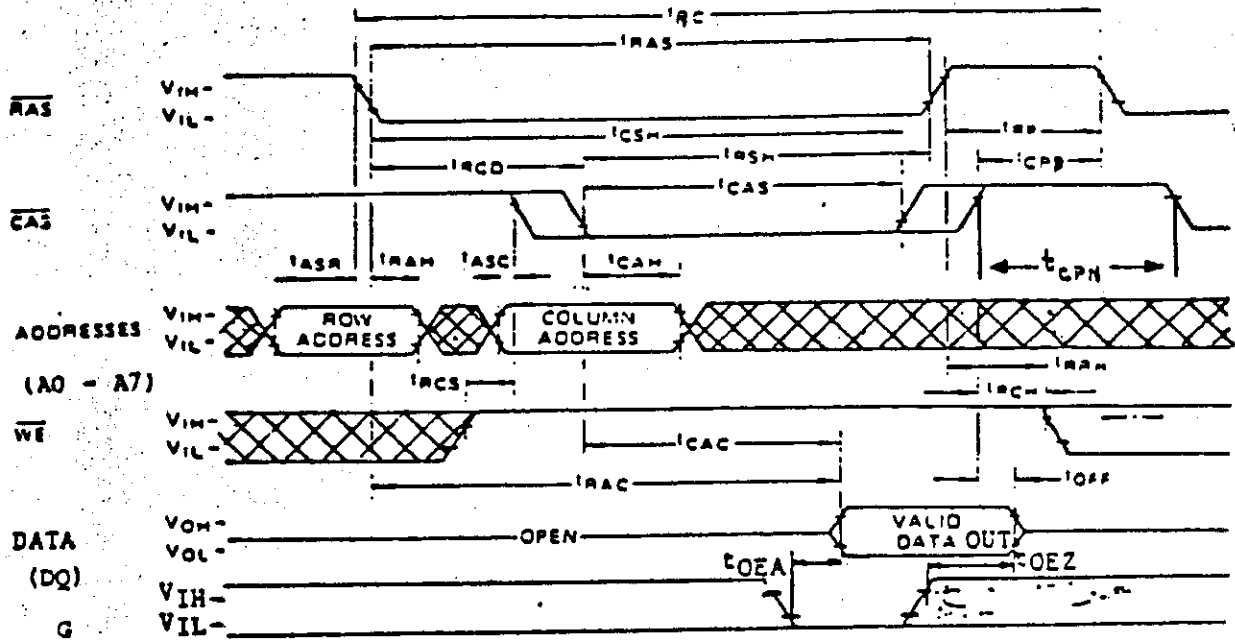 tRC
tRAS
RAS VIH- VIL-
tCSH
tRP
tRCD tRSH
tCPB
tCAS
CAS VIH- VIL-
tASR tRAH tASC tCAH
tCPN
ADDRESSES VIH- VIL- ROW ADDRESS COLUMN ADDRESS
(A0 - A7)
tRCS
tRRH
tRCH
WE VIH- VIL-
tCAC
tRAC
tOFF
DATA (DQ) VOH- VOL- OPEN VALID DATA OUT
tOEA
tOEZ
G VIH- VIL-